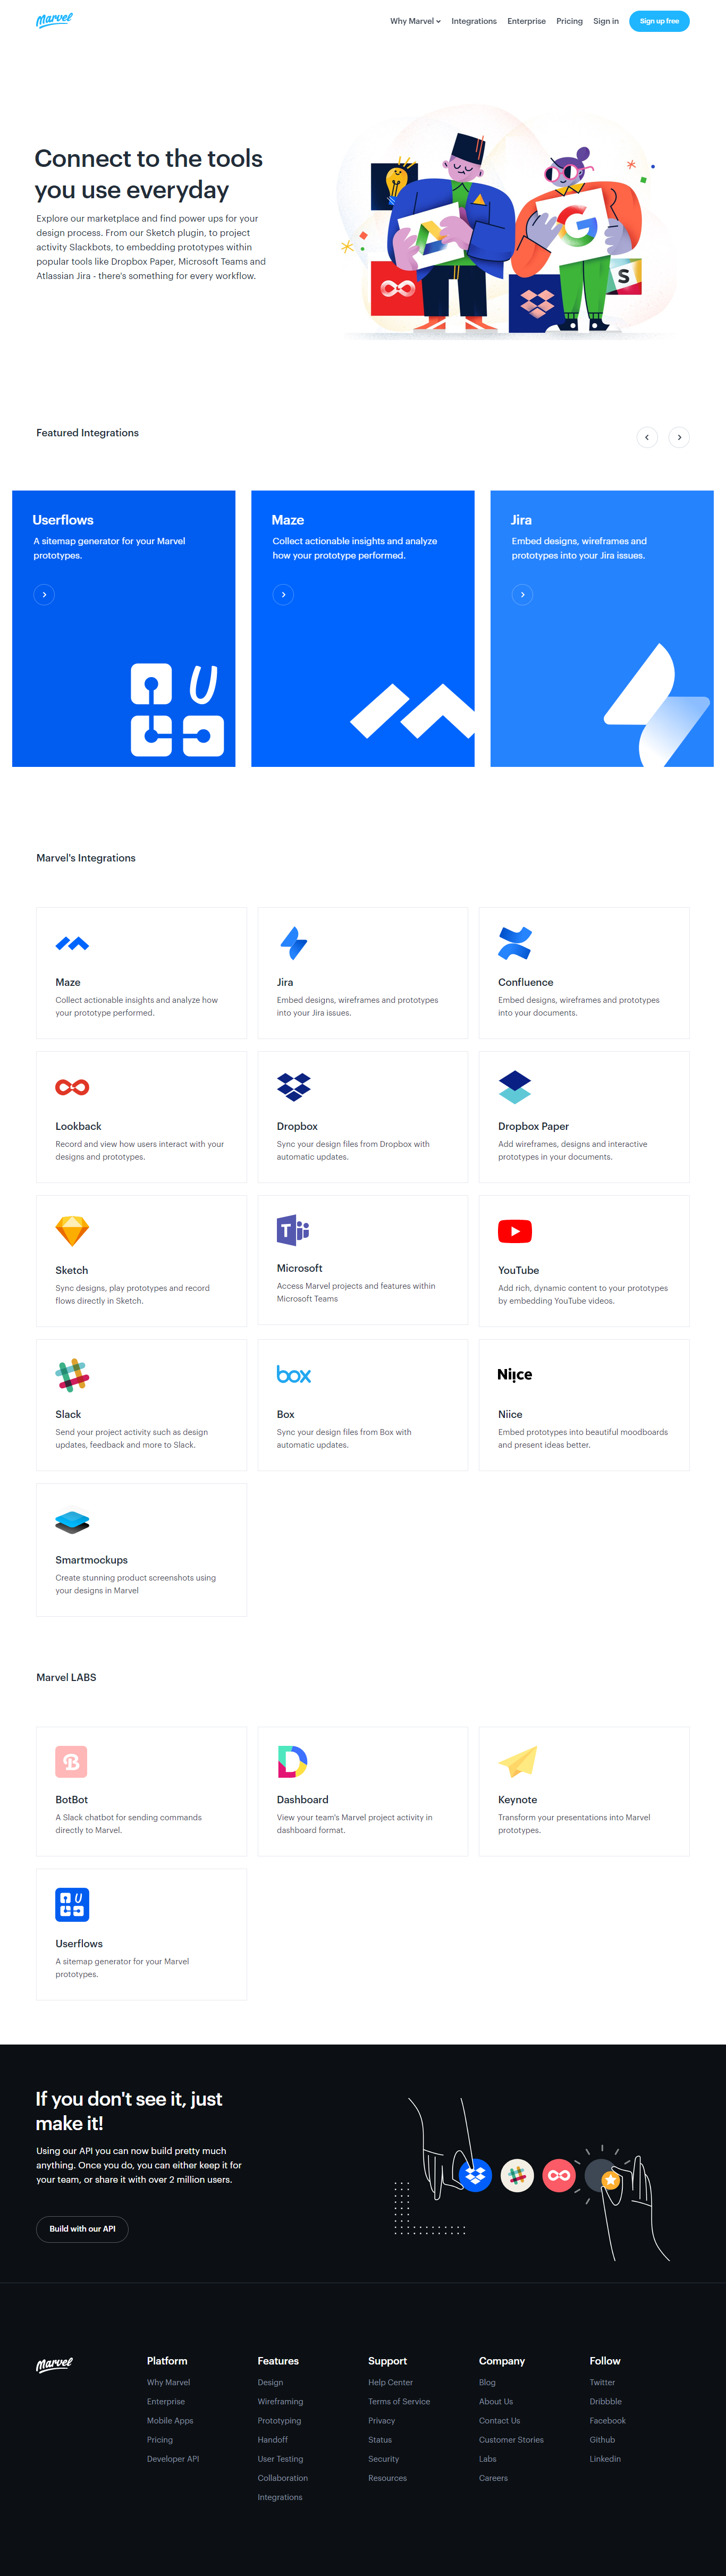 Marvel
Why Marvel
Integrations
Enterprise
Pricing
Sign in
Sign up free
Connect to the tools
you use everyday
Explore our marketplace and find power ups for your
design process. From our Sketch plugin, to project
activity Slackbots, to embedding prototypes within
popular tools like Dropbox Paper, Microsoft Teams and
Atlassian Jira - there's something for every workflow.
S
Featured Integrations
Userflows
A sitemap generator for your Marvel
prototypes.
U
Maze
Collect actionable insights and analyze
how your prototype performed.
Jira
Embed designs, wireframes and
prototypes into your Jira issues.
Marvel's Integrations
Maze
Collect actionable insights and analyze how
your prototype performed.
Jira
Embed designs, wireframes and prototypes
into your Jira issues.
Confluence
Embed designs, wireframes and prototypes
into your documents.
Lookback
Record and view how users interact with your
designs and prototypes.
Dropbox
Sync your design files from Dropbox with
automatic updates.
Dropbox Paper
Add wireframes, designs and interactive
prototypes in your documents.
Sketch
Sync designs, play prototypes and record
flows directly in Sketch.
T
Microsoft
Access Marvel projects and features within
Microsoft Teams
YouTube
Add rich, dynamic content to your prototypes
by embedding YouTube videos.
Slack
Send your project activity such as design
updates, feedback and more to Slack.
box
Box
Sync your design files from Box with
automatic updates.
Niice
Niice
Embed prototypes into beautiful moodboards
and present ideas better.
Smartmockups
Create stunning product screenshots using
your designs in Marvel
Marvel LABS
B
BotBot
A Slack chatbot for sending commands
directly to Marvel.
D
Dashboard
View your team's Marvel project activity in
dashboard format.
Keynote
Transform your presentations into Marvel
prototypes.
U
Userflows
A sitemap generator for your Marvel
prototypes.
If you don't see it, just
make it!
Using our API you can now build pretty much
anything. Once you do, you can either keep it for
your team, or share it with over 2 million users.
Build with our API
Marvel
Platform
Why Marvel
Enterprise
Mobile Apps
Pricing
Developer API
Features
Design
Wireframing
Prototyping
Handoff
User Testing
Collaboration
Integrations
Support
Help Center
Terms of Service
Privacy
Status
Security
Resources
Company
Blog
About Us
Contact Us
Customer Stories
Labs
Careers
Follow
Twitter
Dribbble
Facebook
Github
Linkedin